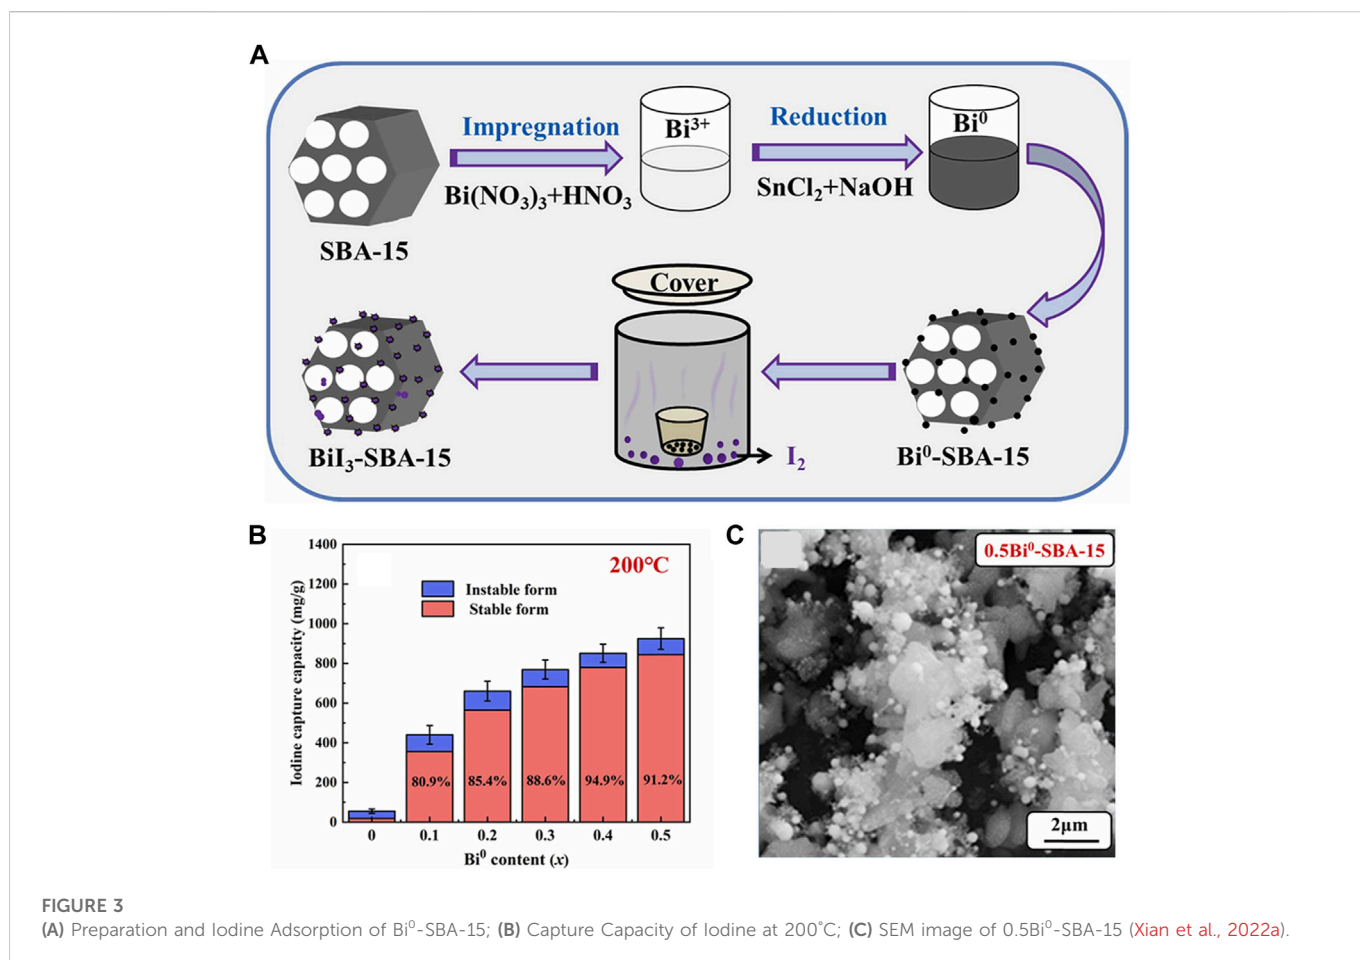 A
Impregnation
Bi(NO₃)₃+HNO₃
Bi³⁺
Reduction
SnCl₂+NaOH
Bi⁰
SBA-15
Cover
BiI₃-SBA-15
I₂
Bi⁰-SBA-15
B
200℃
Instable form
Stable form
Iodine capture capacity (mg/g)
1400
1200
1000
800
600
400
200
0
80.9%
85.4%
88.6%
94.9%
91.2%
0
0.1
0.2
0.3
0.4
0.5
Bi⁰ content (x)
C
0.5Bi⁰-SBA-15
2μm
FIGURE 3
(A) Preparation and Iodine Adsorption of Bi⁰-SBA-15; (B) Capture Capacity of Iodine at 200°C; (C) SEM image of 0.5Bi⁰-SBA-15 (Xian et al., 2022a).